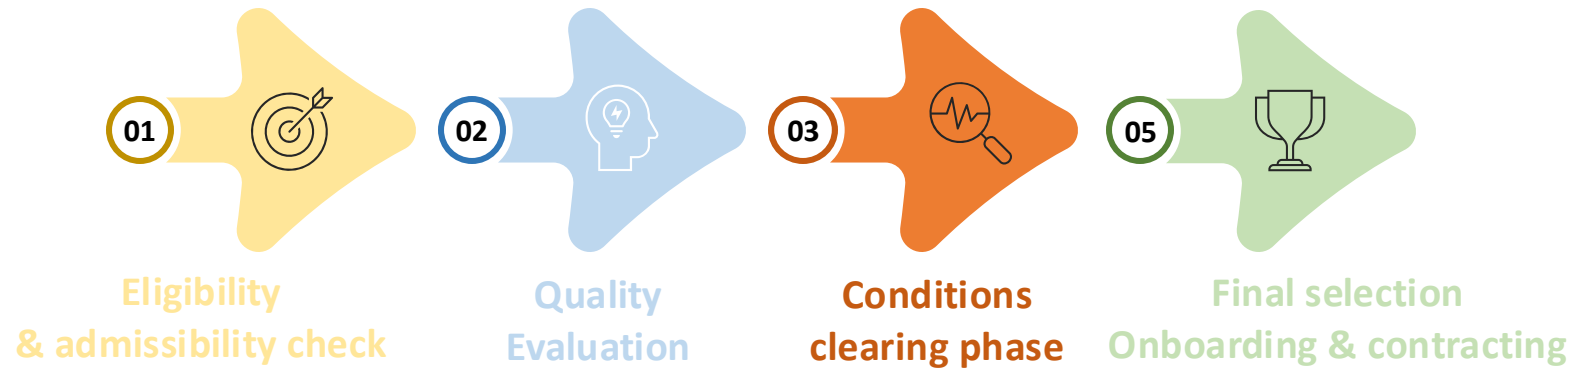 01
Eligibility
& admissibility check
02
Quality
Evaluation
03
Conditions
clearing phase
05
Final selection
Onboarding & contracting